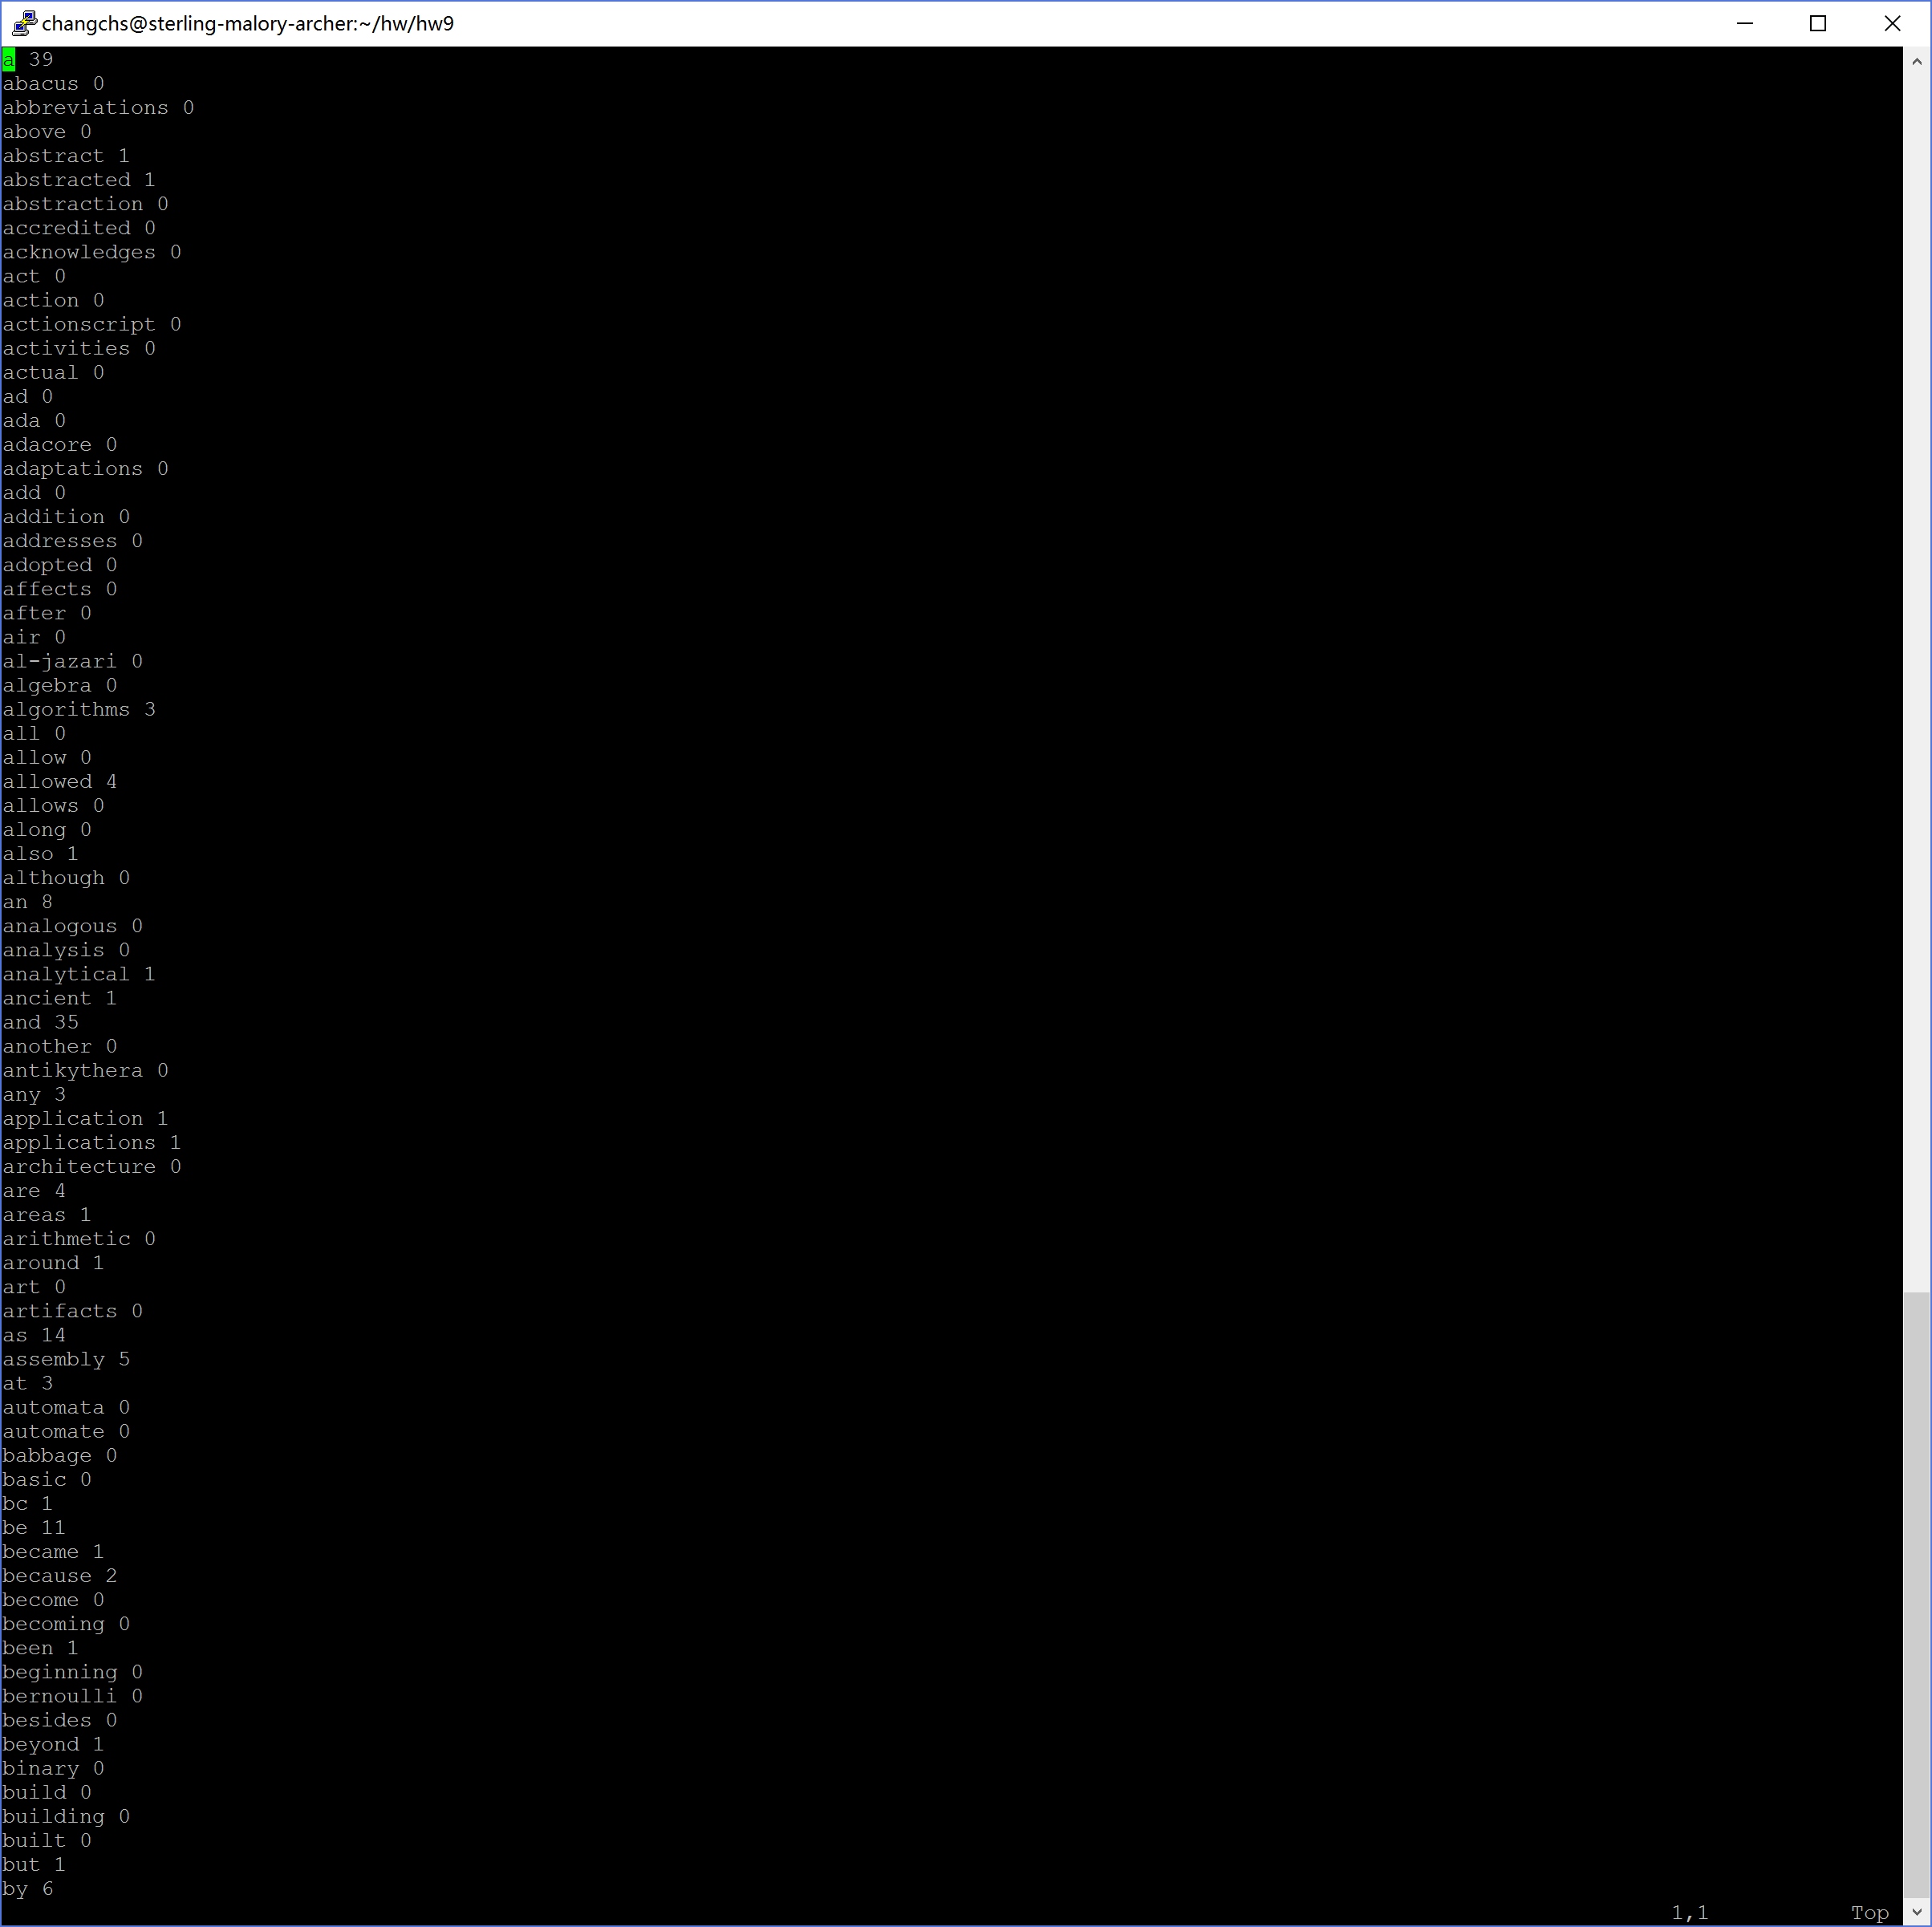 changchs@sterling-malory-archer:~/hw/hw9
a 39
abacus 0
abbreviations 0
above 0
abstract 1
abstracted 1
abstraction 0
accredited 0
acknowledges 0
act 0
action 0
actionscript 0
activities 0
actual 0
ad 0
ada 0
adacore 0
adaptations 0
add 0
addition 0
addresses 0
adopted 0
affects 0
after 0
air 0
al-jazari 0
algebra 0
algorithms 3
all 0
allow 0
allowed 4
allows 0
along 0
also 1
although 0
an 8
analogous 0
analysis 0
analytical 1
ancient 1
and 35
another 0
antikythera 0
any 3
application 1
applications 1
architecture 0
are 4
areas 1
arithmetic 0
around 1
art 0
artifacts 0
as 14
assembly 5
at 3
automata 0
automate 0
babbage 0
basic 0
bc 1
be 11
became 1
because 2
become 0
becoming 0
been 1
beginning 0
bernoulli 0
besides 0
beyond 1
binary 0
build 0
building 0
built 0
but 1
by 6
1,1 Top